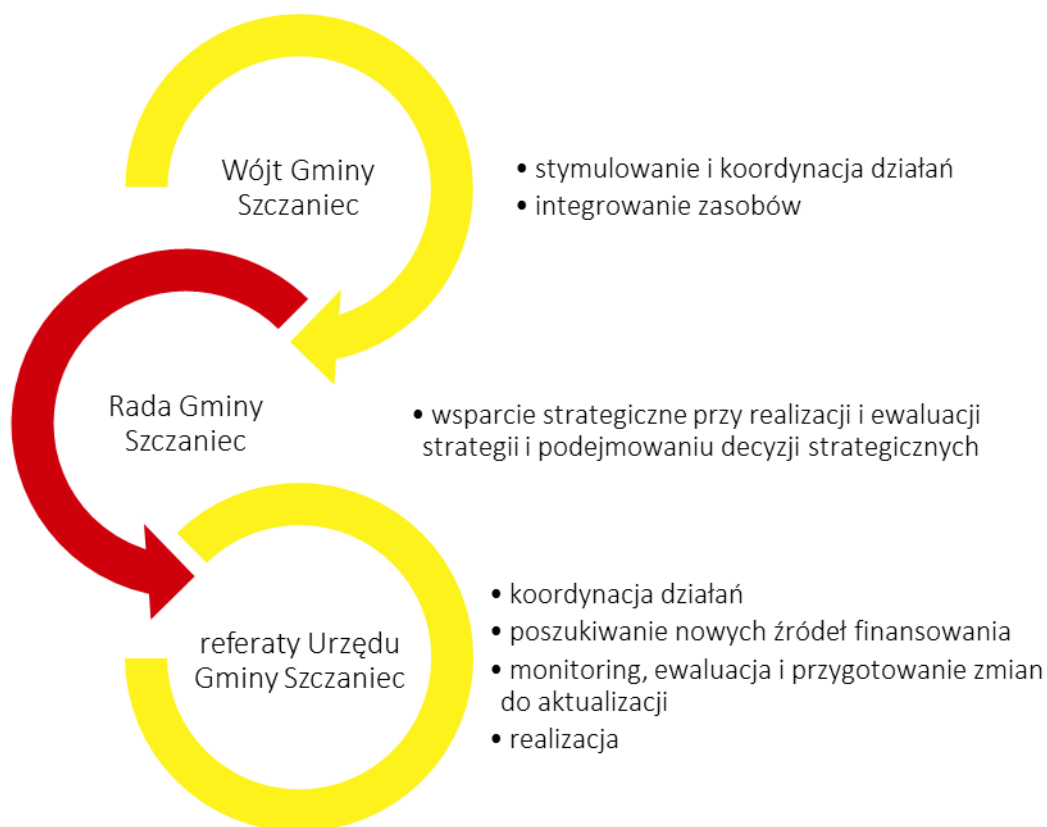 Wójt Gminy
Szczaniec
• stymulowanie i koordynacja działań
• integrowanie zasobów
Rada Gminy
Szczaniec
• wsparcie strategiczne przy realizacji i ewaluacji
strategii i podejmowaniu decyzji strategicznych
referaty Urzędu
Gminy Szczaniec
• koordynacja działań
• poszukiwanie nowych źródeł finansowania
• monitoring, ewaluacja i przygotowanie zmian
do aktualizacji
• realizacja